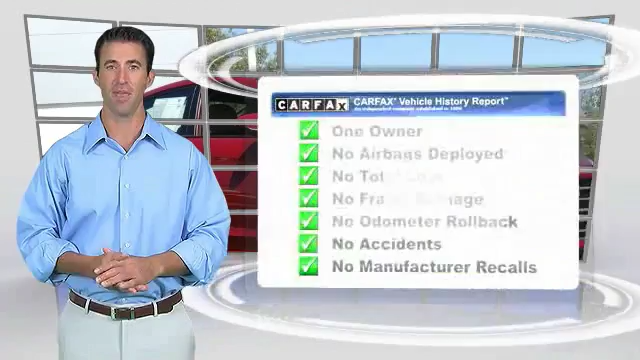 CARFAX CARFAX® Vehicle History Report™
One Owner
No Airbags Deployed
No Total Loss
No Frame Damage
No Odometer Rollback
No Accidents
No Manufacturer Recalls